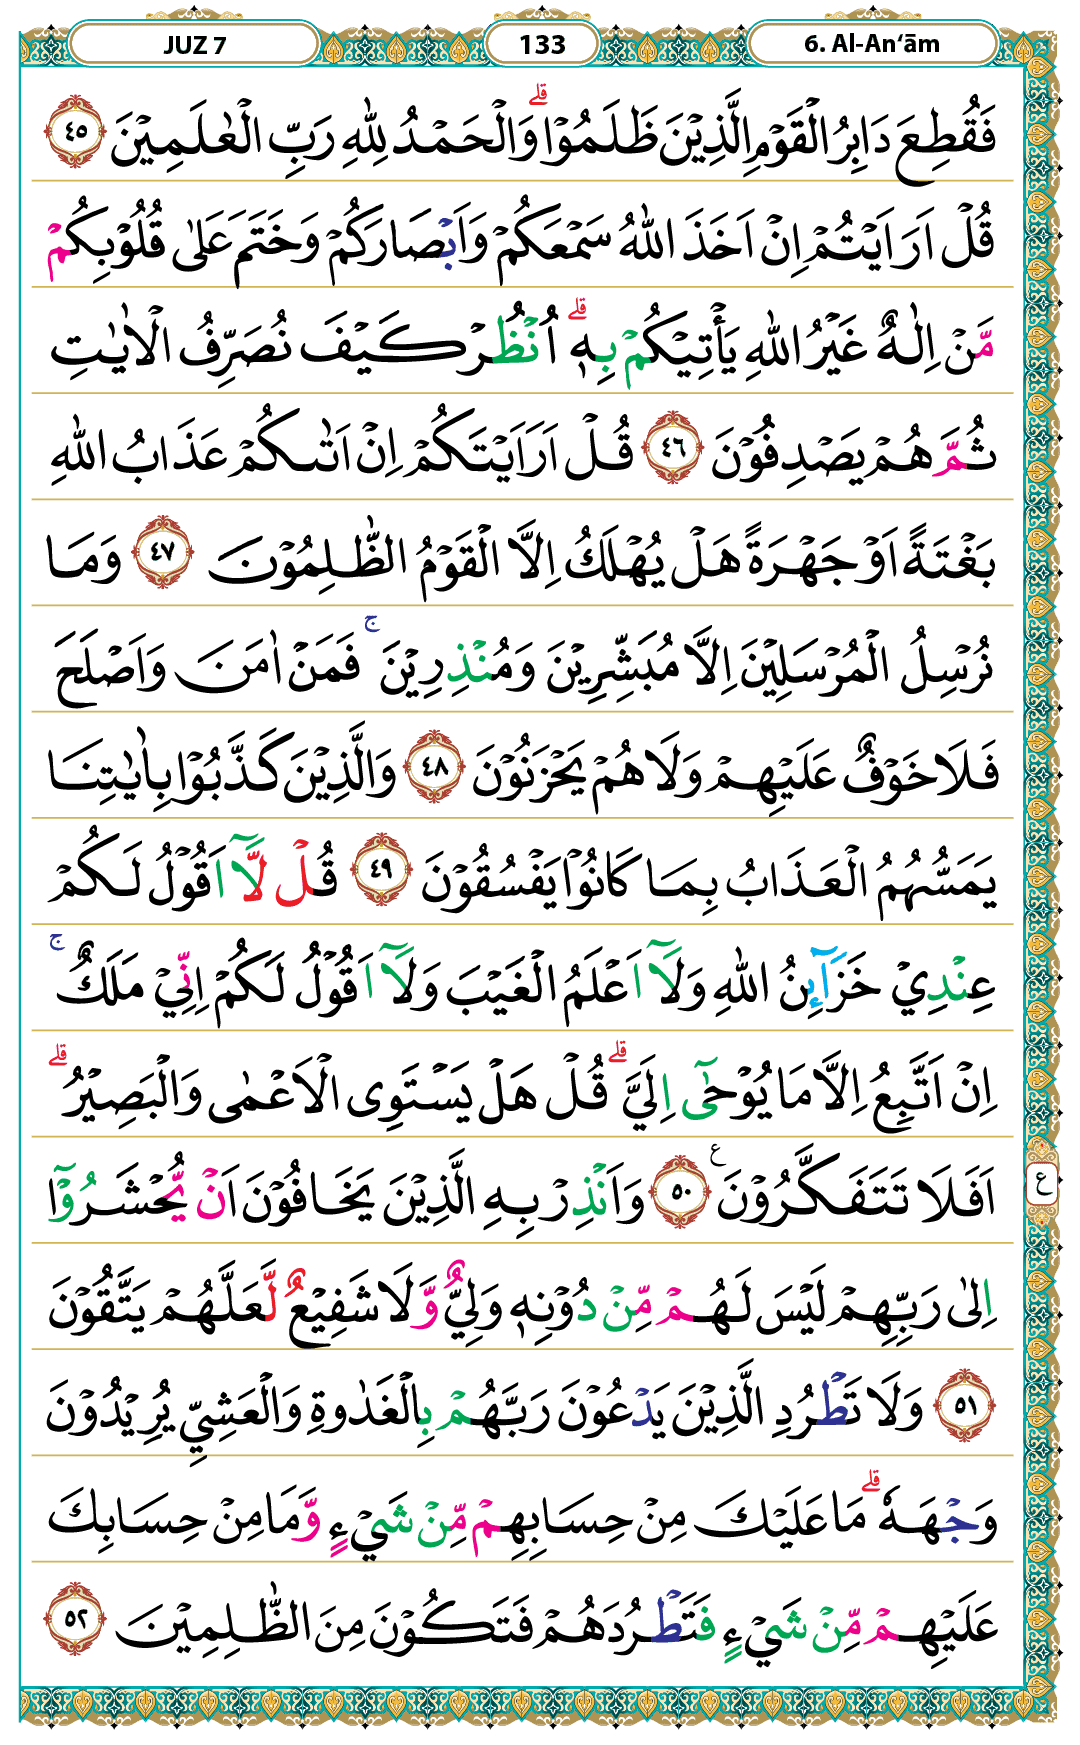 JUZ 7 133 6. Al-An‘ām
فَقُطِعَ دَابِرُ الْقَوْمِ الَّذِيْنَ ظَلَمُوْاۗ وَالْحَمْدُ لِلّٰهِ رَبِّ الْعٰلَمِيْنَ ٤٥
قُلْ اَرَاَيْتُمْ اِنْ اَخَذَ اللّٰهُ سَمْعَكُمْ وَاَبْصَارَكُمْ وَخَتَمَ عَلٰى قُلُوْبِكُمْ
مَّنْ اِلٰهٌ غَيْرُ اللّٰهِ يَأْتِيْكُمْ بِهٖۗ اُنْظُرْ كَيْفَ نُصَرِّفُ الْاٰيٰتِ
ثُمَّ هُمْ يَصْدِفُوْنَ ٤٦ قُلْ اَرَاَيْتَكُمْ اِنْ اَتٰىكُمْ عَذَابُ اللّٰهِ
بَغْتَةً اَوْ جَهْرَةً هَلْ يُهْلَكُ اِلَّا الْقَوْمُ الظّٰلِمُوْنَ ٤٧ وَمَا
نُرْسِلُ الْمُرْسَلِيْنَ اِلَّا مُبَشِّرِيْنَ وَمُنْذِرِيْنَۚ فَمَنْ اٰمَنَ وَاَصْلَحَ
فَلَا خَوْفٌ عَلَيْهِمْ وَلَا هُمْ يَحْزَنُوْنَ ٤٨ وَالَّذِيْنَ كَذَّبُوْا بِاٰيٰتِنَا
يَمَسُّهُمُ الْعَذَابُ بِمَا كَانُوْا يَفْسُقُوْنَ ٤٩ قُلْ لَّآ اَقُوْلُ لَكُمْ
عِنْدِيْ خَزَاۤىِٕنُ اللّٰهِ وَلَآ اَعْلَمُ الْغَيْبَ وَلَآ اَقُوْلُ لَكُمْ اِنِّيْ مَلَكٌۚ
اِنْ اَتَّبِعُ اِلَّا مَا يُوْحٰٓى اِلَيَّۗ قُلْ هَلْ يَسْتَوِى الْاَعْمٰى وَالْبَصِيْرُۗ
اَفَلَا تَتَفَكَّرُوْنَ ࣖ ٥٠ وَاَنْذِرْ بِهِ الَّذِيْنَ يَخَافُوْنَ اَنْ يُّحْشَرُوْٓا ع
اِلٰى رَبِّهِمْ لَيْسَ لَهُمْ مِّنْ دُوْنِهٖ وَلِيٌّ وَّلَا شَفِيْعٌ لَّعَلَّهُمْ يَتَّقُوْنَ
٥١ وَلَا تَطْرُدِ الَّذِيْنَ يَدْعُوْنَ رَبَّهُمْ بِالْغَدٰوةِ وَالْعَشِيِّ يُرِيْدُوْنَ
وَجْهَهٗۗ مَا عَلَيْكَ مِنْ حِسَابِهِمْ مِّنْ شَيْءٍ وَّمَا مِنْ حِسَابِكَ
عَلَيْهِمْ مِّنْ شَيْءٍ فَتَطْرُدَهُمْ فَتَكُوْنَ مِنَ الظّٰلِمِيْنَ ٥٢